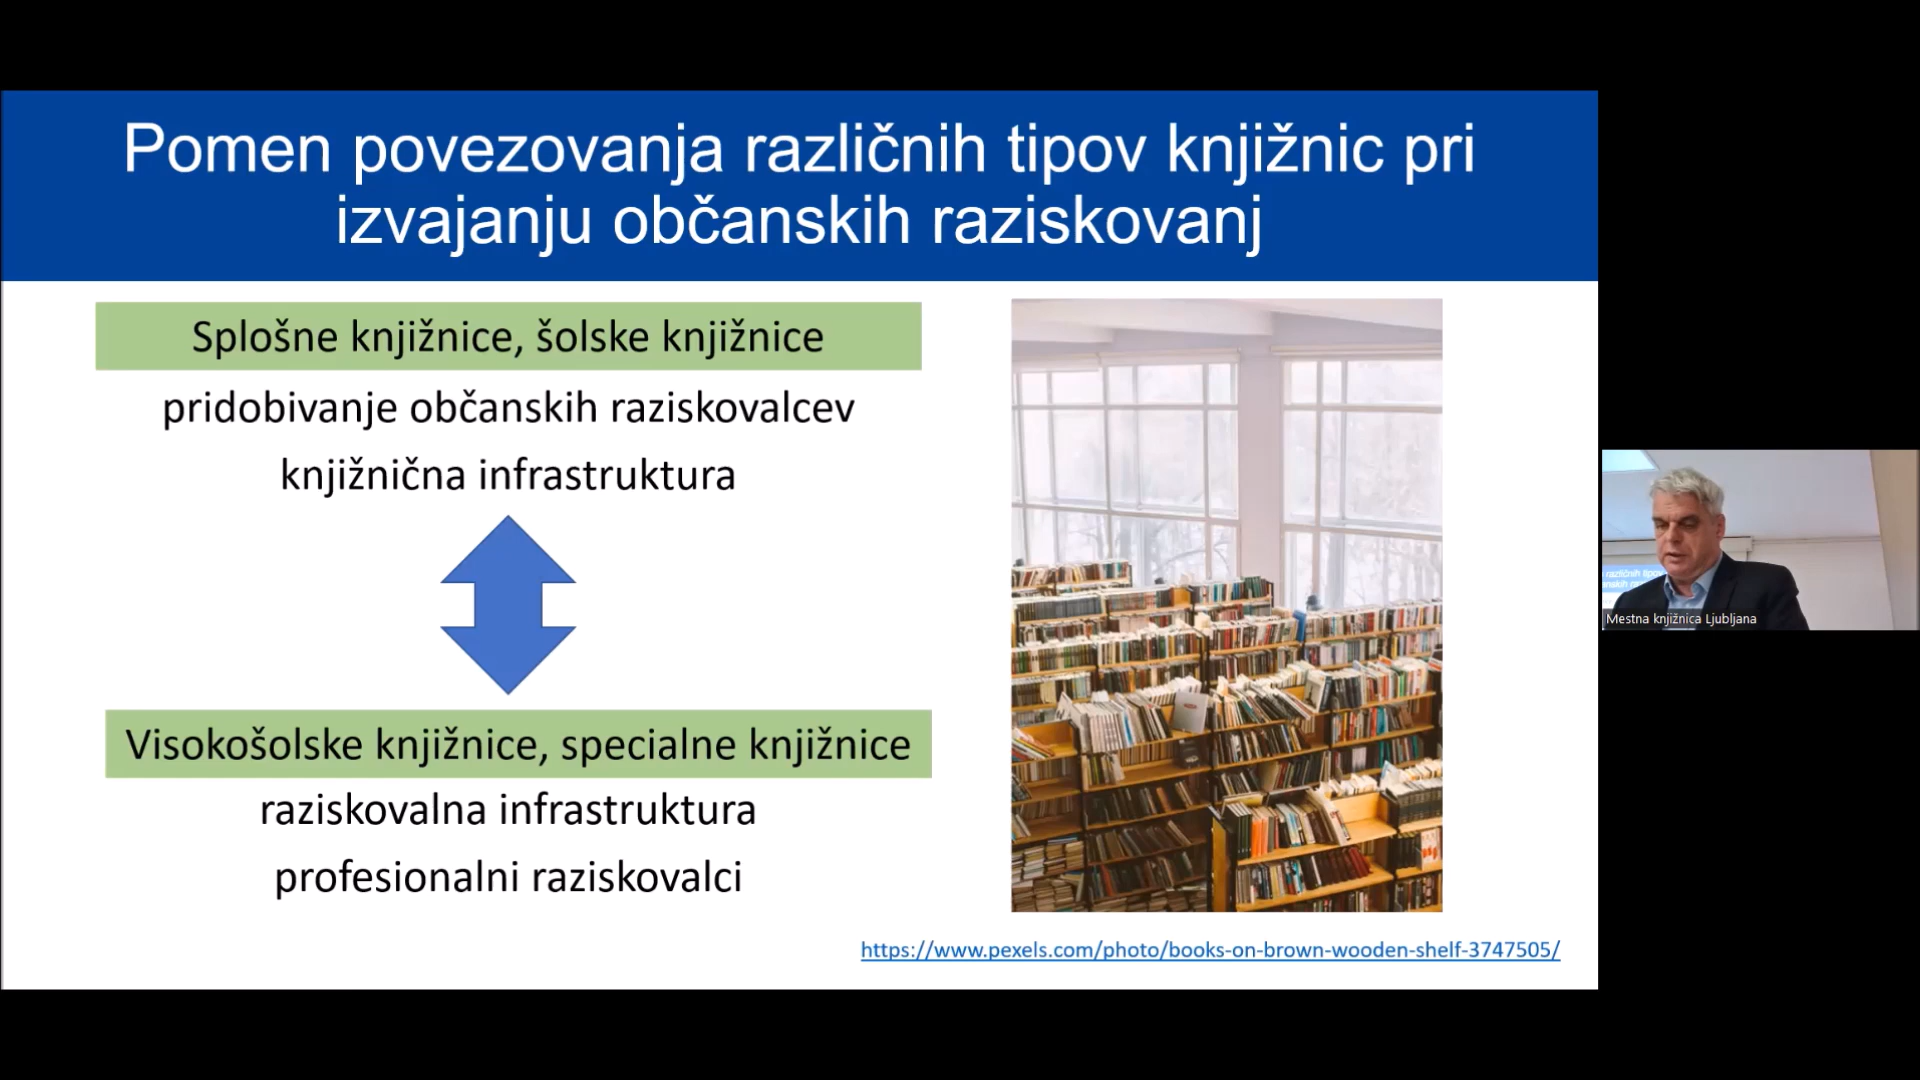 Pomen povezovanja različnih tipov knjižnic pri
izvajanju občanskih raziskovanj
Splošne knjižnice, šolske knjižnice
pridobivanje občanskih raziskovalcev
knjižnična infrastruktura
Visokošolske knjižnice, specialne knjižnice
raziskovalna infrastruktura
profesionalni raziskovalci
https://www.pexels.com/photo/books-on-brown-wooden-shelf-3747505/
različnih tipov
Mestna knjižnica Ljubljana